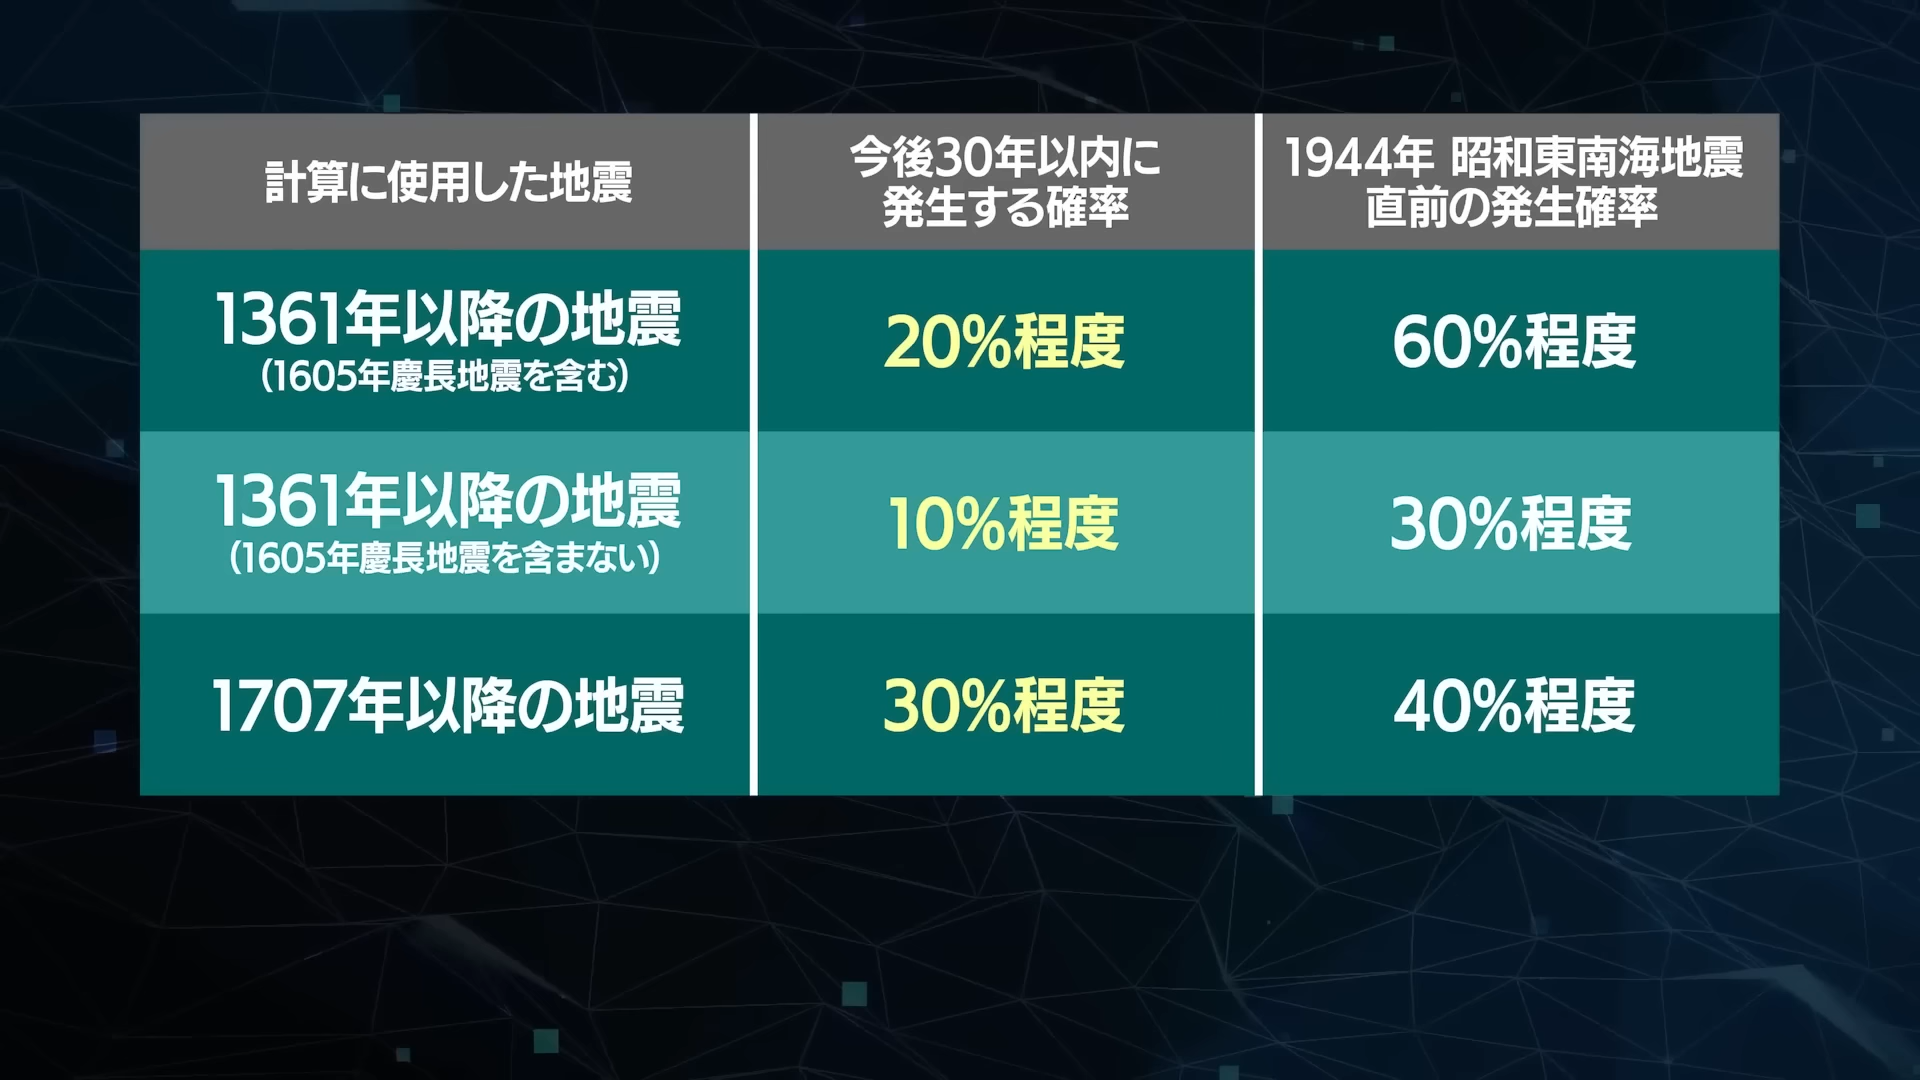 計算に使用した地震
今後30年以内に
発生する確率
1944年 昭和東南海地震
直前の発生確率
1361年以降の地震
(1605年慶長地震を含む)
20%程度
60%程度
1361年以降の地震
(1605年慶長地震を含まない)
10%程度
30%程度
1707年以降の地震
30%程度
40%程度